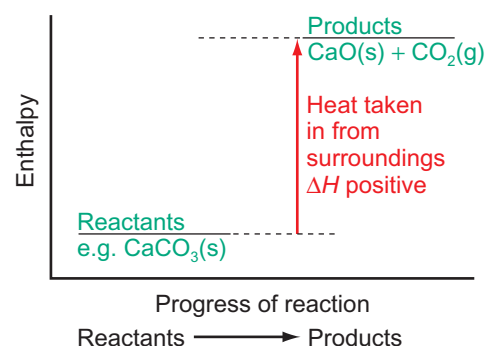 Products
CaO(s) + CO₂(g)
Heat taken
in from
surroundings
ΔH positive
Enthalpy
Reactants
e.g. CaCO₃(s)
Progress of reaction
Reactants ⟶ Products